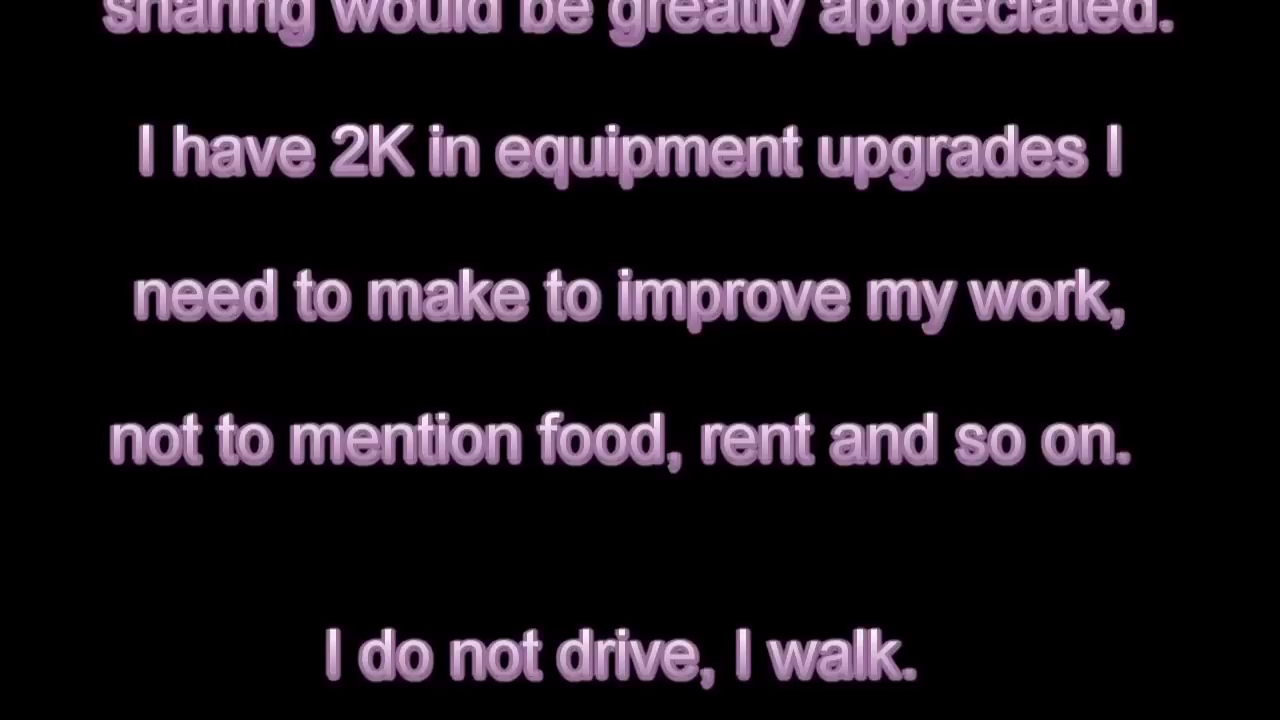 sharing would be greatly appreciated.
I have 2K in equipment upgrades I
need to make to improve my work,
not to mention food, rent and so on.
I do not drive, I walk.